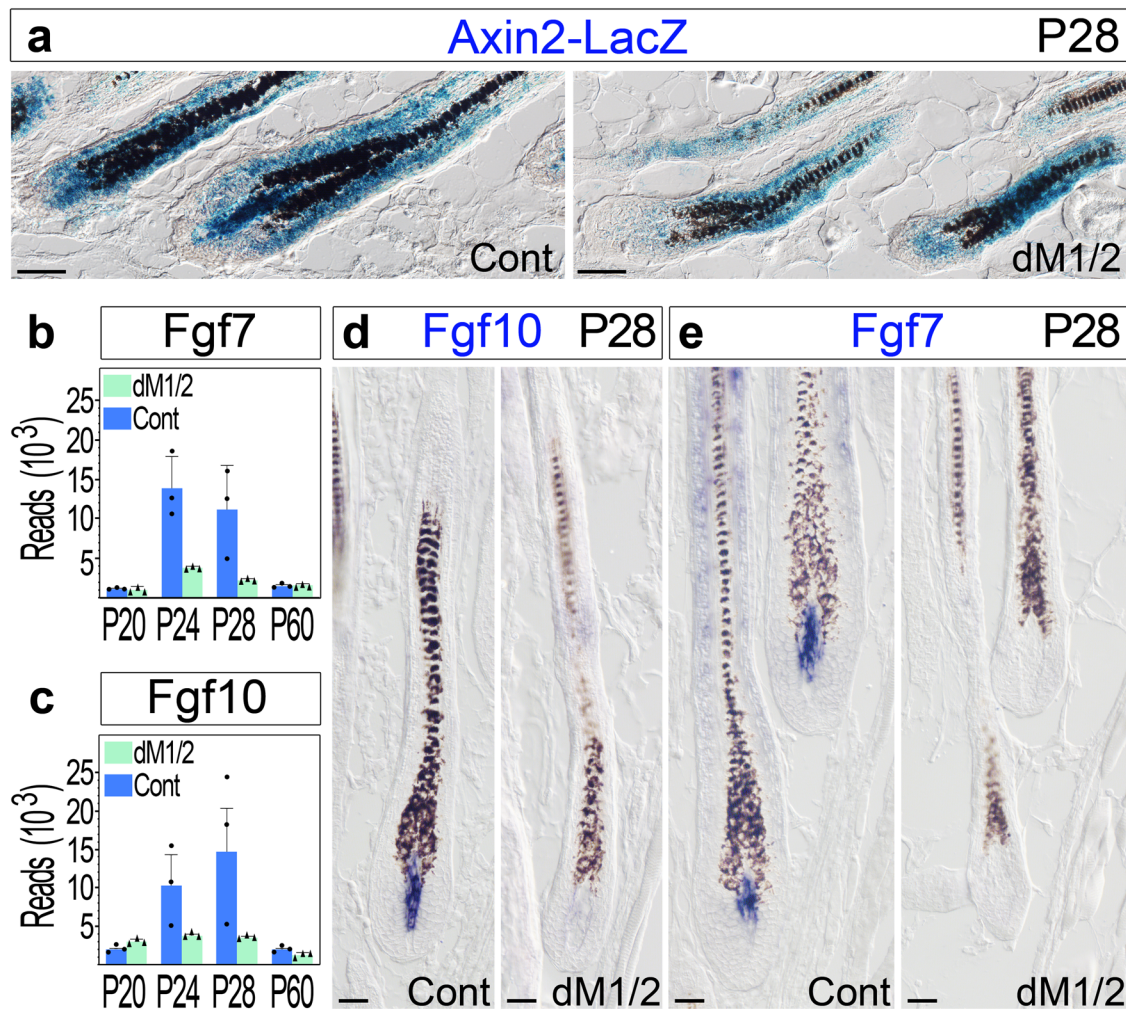 a Axin2-LacZ P28
Cont
dM1/2
b Fgf7
dM1/2
Cont
Reads (10³)
25
20
15
10
5
P20 P24 P28 P60
c Fgf10
dM1/2
Cont
Reads (10³)
25
20
15
10
5
P20 P24 P28 P60
d Fgf10 P28
Cont
dM1/2
e Fgf7 P28
Cont
dM1/2